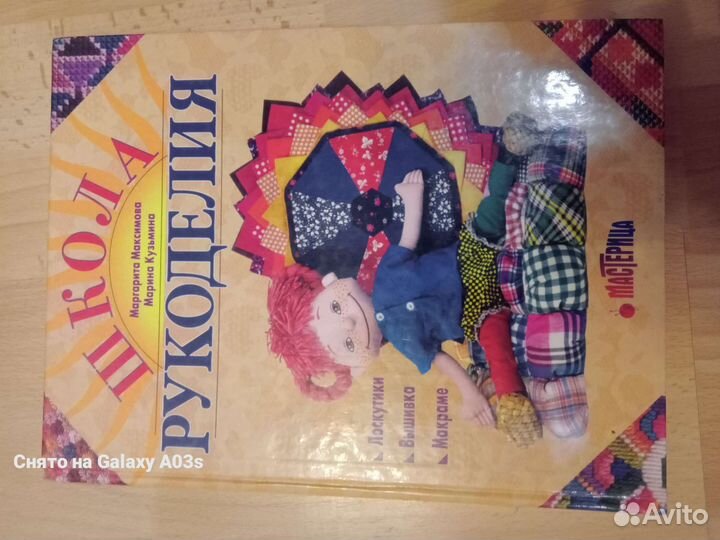 ШКОЛА
Маргарита Максимова
Марина Кузьмина
РУКОДЕЛИЯ
Лоскутики
Вышивка
Макраме
МАСТЕРИЦА
Снято на Galaxy A03s
Avito